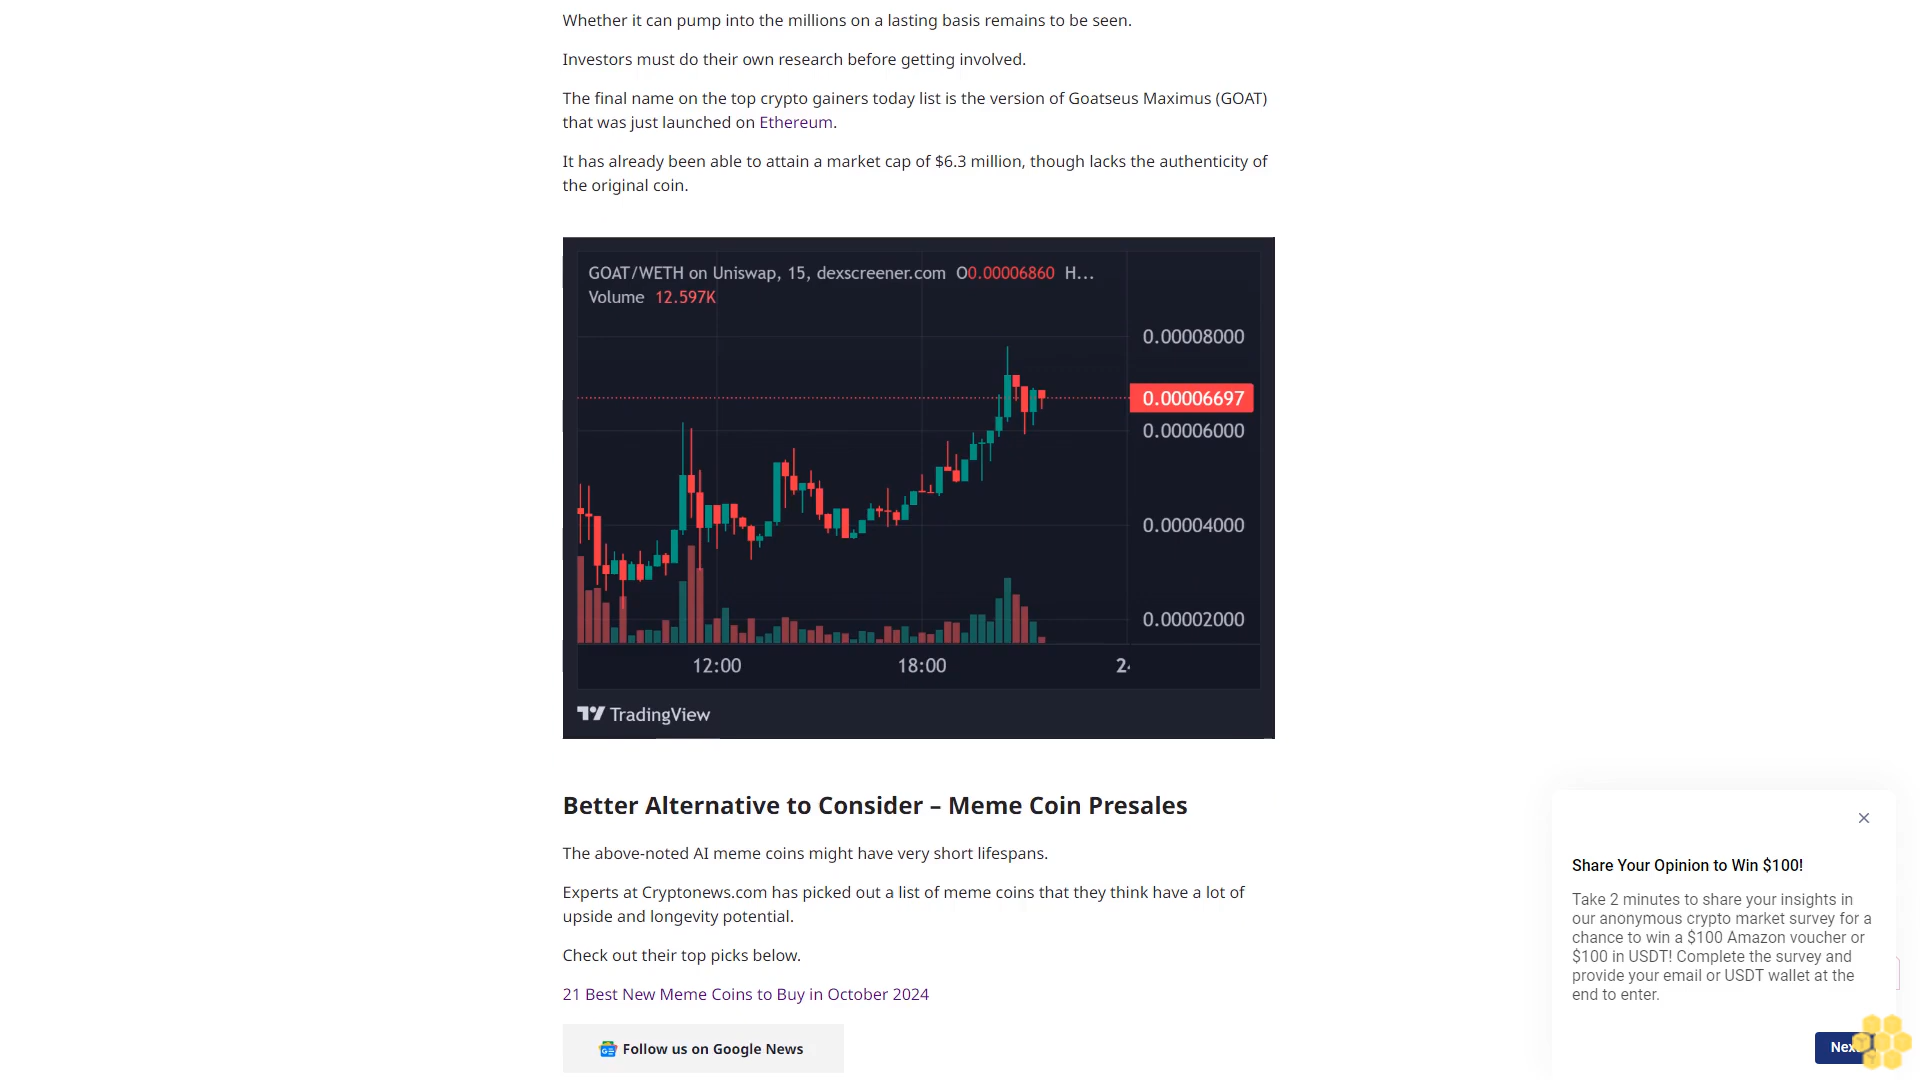 Whether it can pump into the millions on a lasting basis remains to be seen.
Investors must do their own research before getting involved.
The final name on the top crypto gainers today list is the version of Goatseus Maximus (GOAT)
that was just launched on Ethereum.
It has already been able to attain a market cap of $6.3 million, though lacks the authenticity of
the original coin.
GOAT/WETH on Uniswap, 15, dexscreener.com O0.00006860 H...
Volume 12.597K
0.00008000
0.00006697
0.00006000
0.00004000
0.00002000
12:00 18:00
TradingView
Better Alternative to Consider – Meme Coin Presales
The above-noted AI meme coins might have very short lifespans.
Experts at Cryptonews.com has picked out a list of meme coins that they think have a lot of
upside and longevity potential.
Check out their top picks below.
21 Best New Meme Coins to Buy in October 2024
Follow us on Google News
Share Your Opinion to Win $100!
Take 2 minutes to share your insights in
our anonymous crypto market survey for a
chance to win a $100 Amazon voucher or
$100 in USDT! Complete the survey and
provide your email or USDT wallet at the
end to enter.